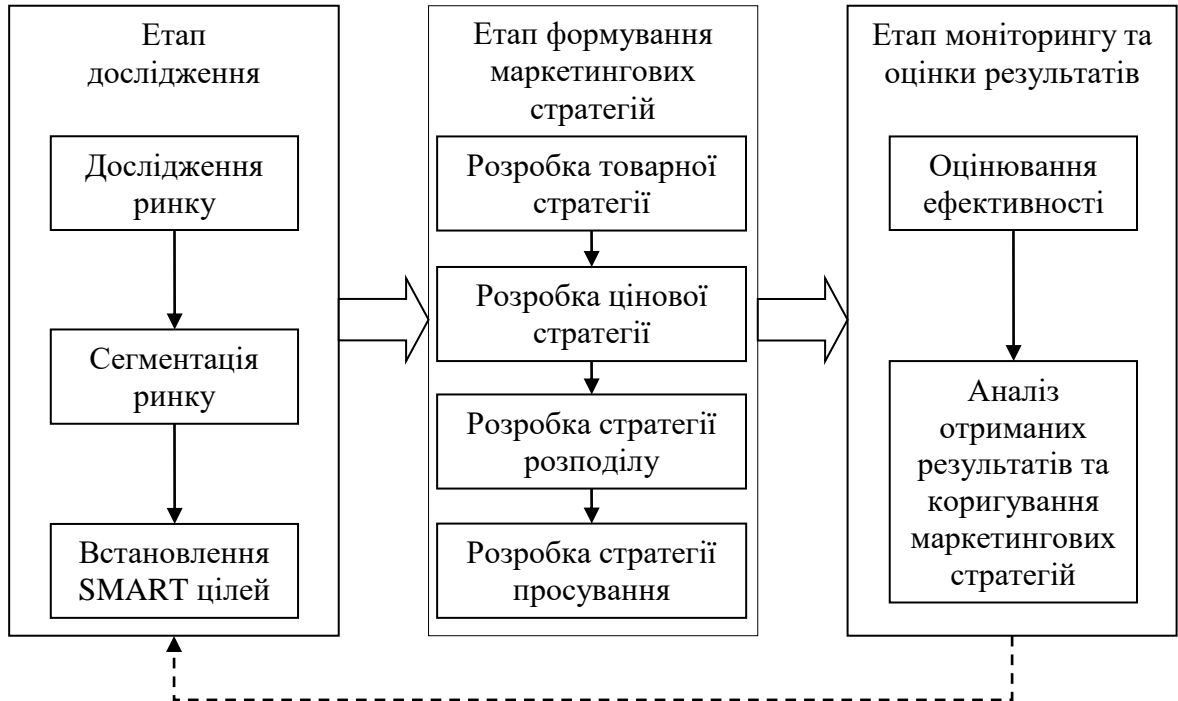 Етап
дослідження
Дослідження
ринку
Сегментація
ринку
Встановлення
SMART цілей
Етап формування
маркетингових
стратегій
Розробка товарної
стратегії
Розробка цінової
стратегії
Розробка стратегії
розподілу
Розробка стратегії
просування
Етап моніторингу та
оцінки результатів
Оцінювання
ефективності
Аналіз
отриманих
результатів та
коригування
маркетингових
стратегій